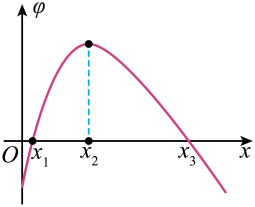 φ
O x₁ x₂ x₃ x